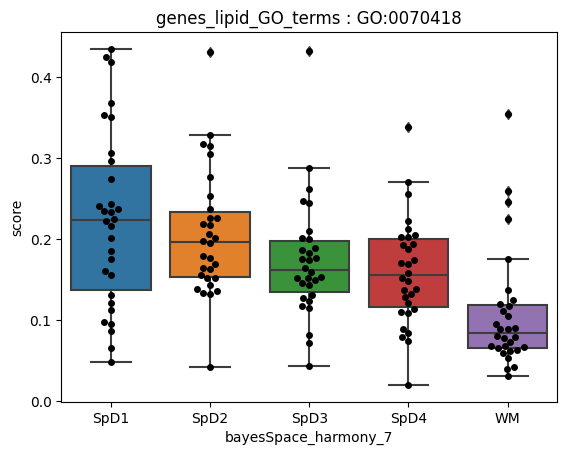 genes_lipid_GO_terms : GO:0070418
score
0.4
0.3
0.2
0.1
0.0
SpD1 SpD2 SpD3 SpD4 WM
bayesSpace_harmony_7